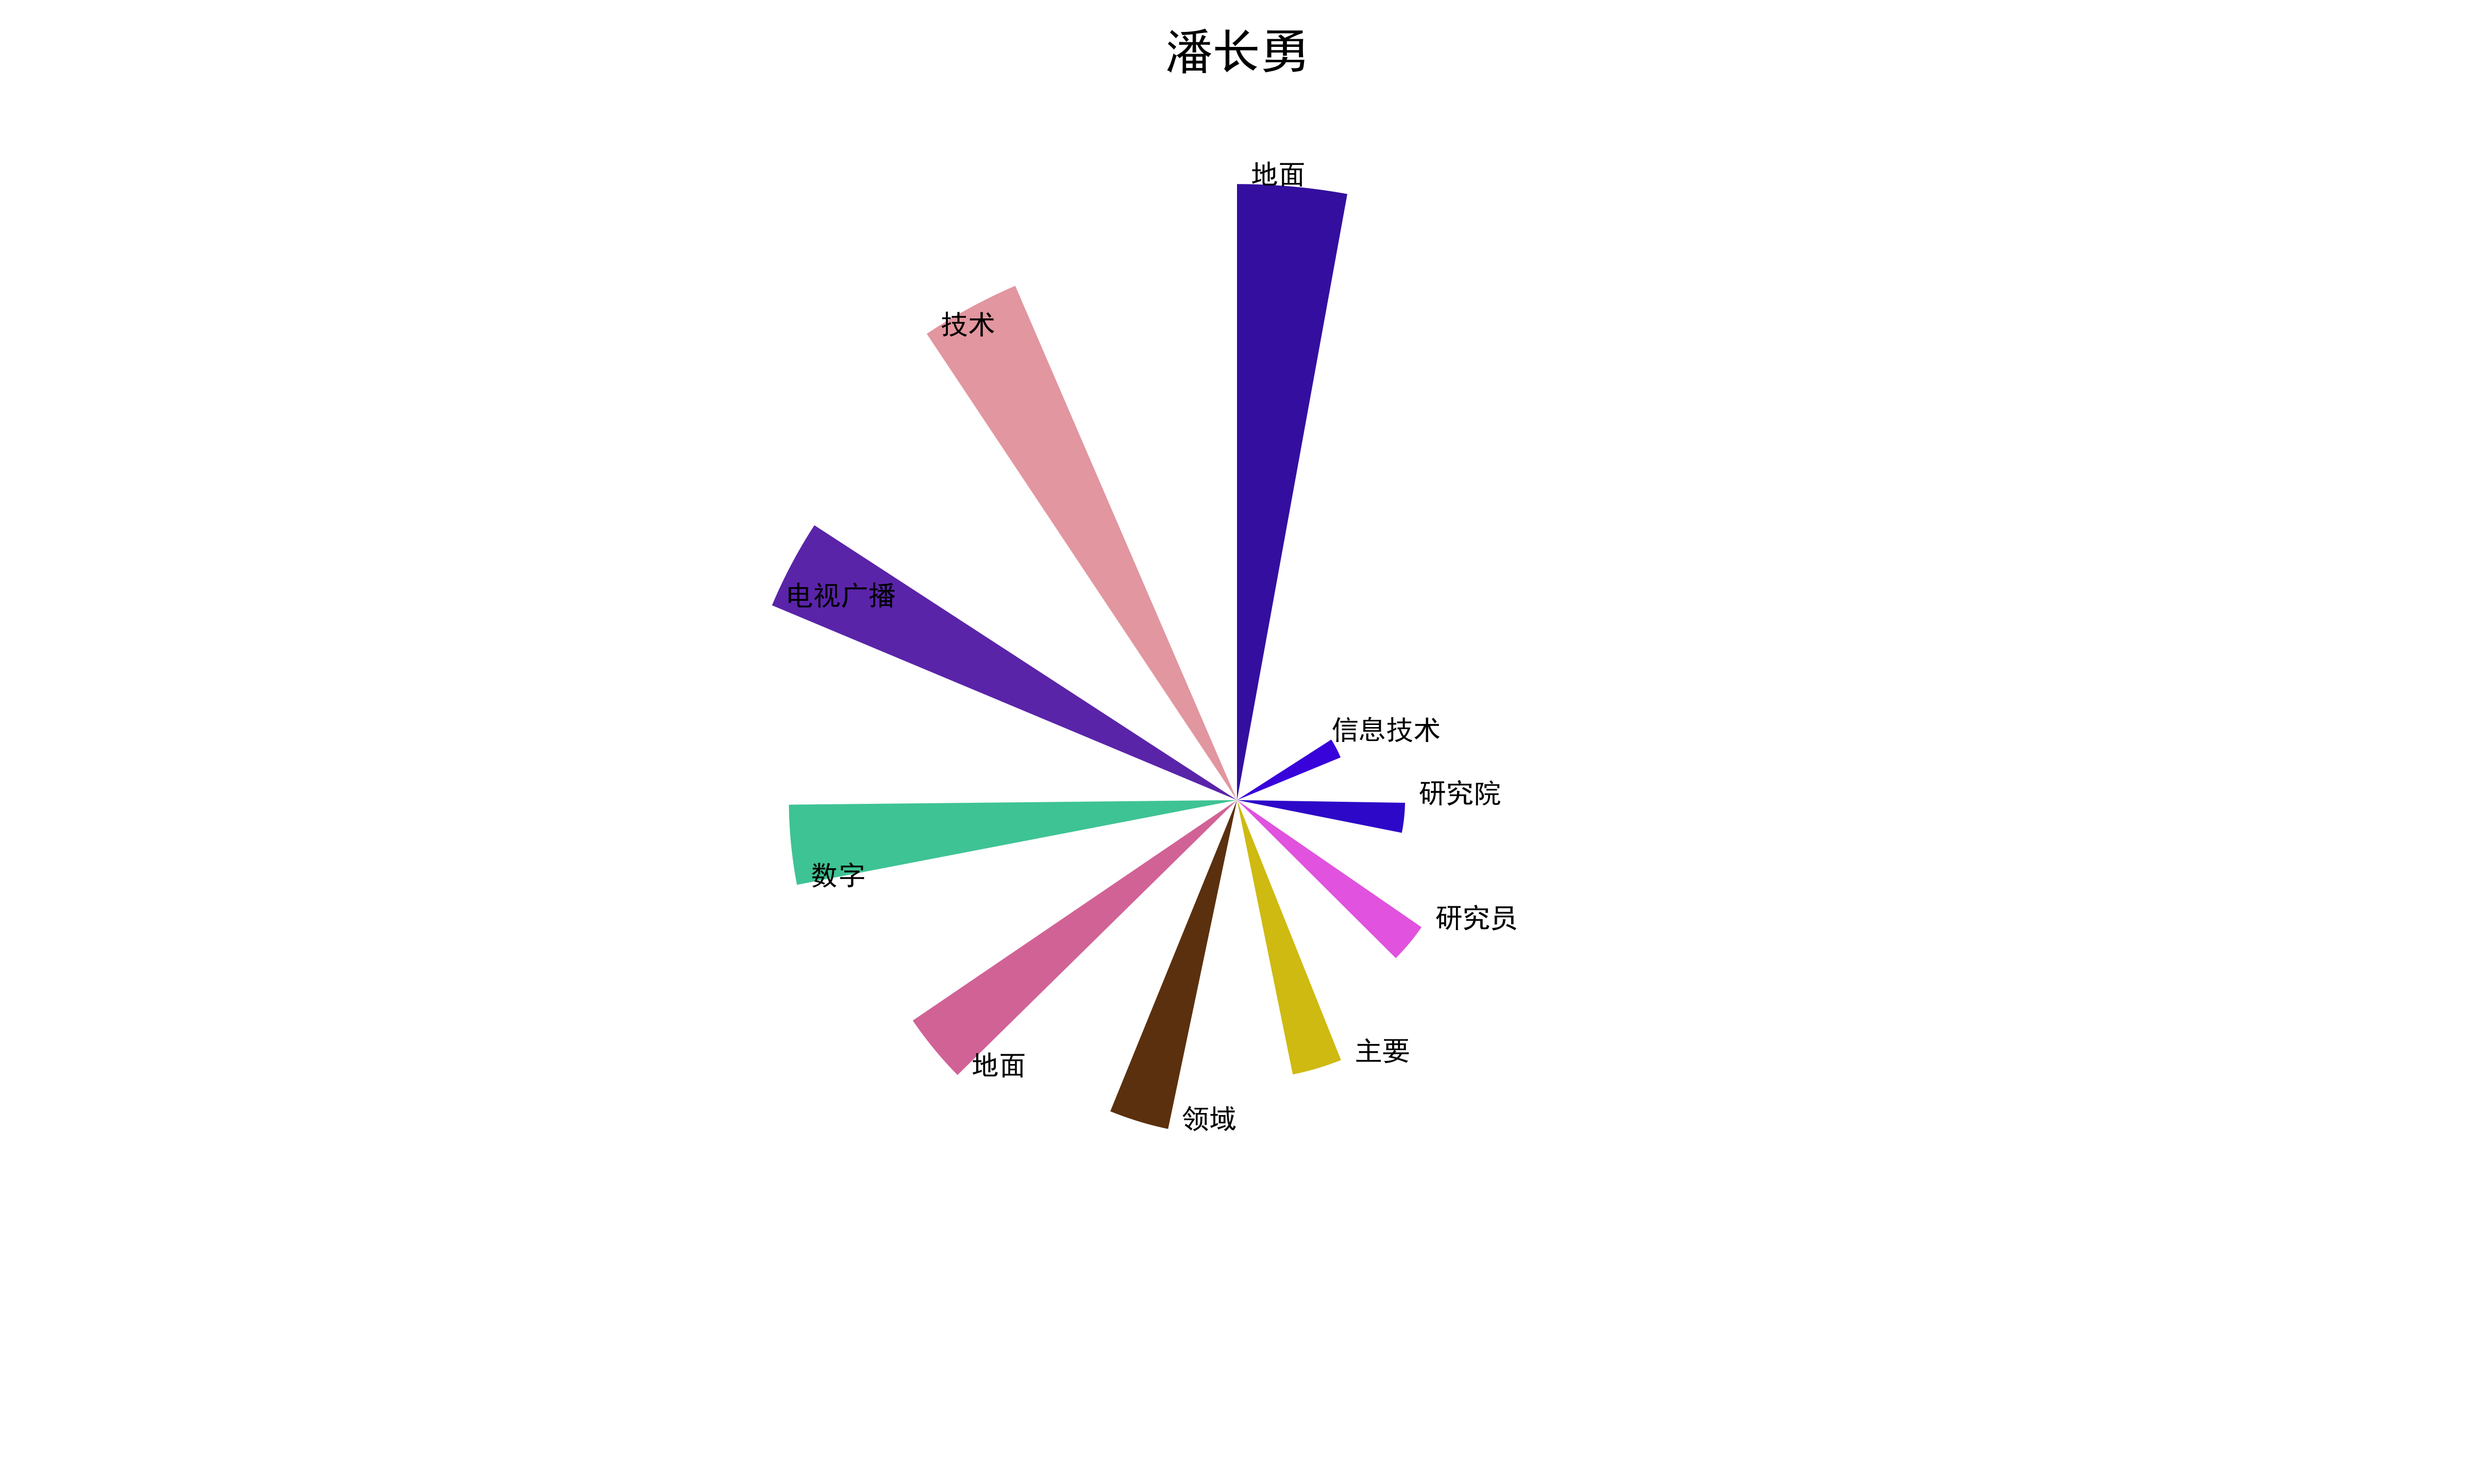 潘长勇
地面
技术
电视广播
信息技术
研究院
数字
研究员
主要
地面
领域